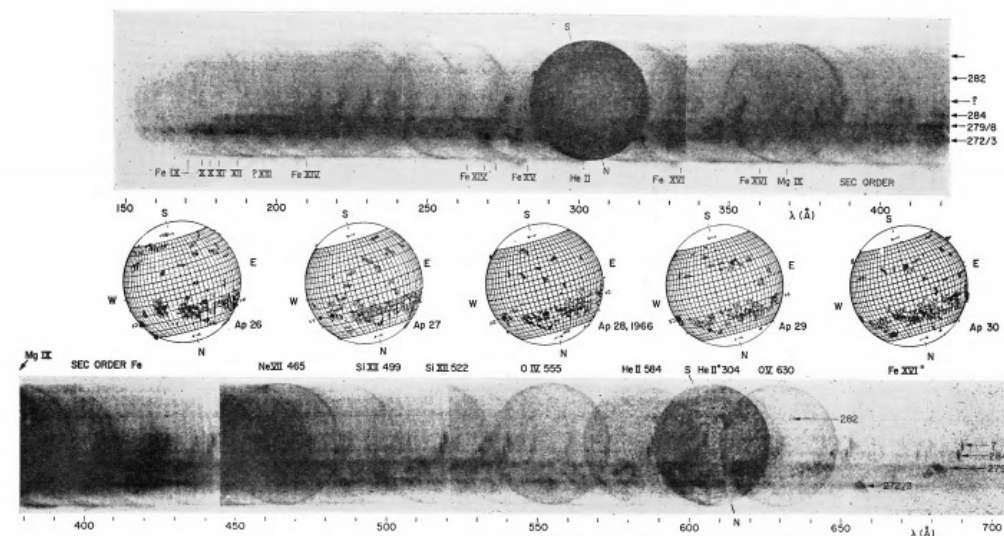 S
282
?
284
279/8
272/3
Fe IX X XI XII ? XII Fe XIV Fe XIV Fe XV He II N Fe XVI Fe XVI Mg IX SEC ORDER
150 200 250 300 350 400 λ (Å)
S S S S S
E E E E E
W W W W W
Ap 26 Ap 27 Ap 28, 1966 Ap 29 Ap 30
N N N N N
Mg IX
SEC ORDER Fe Ne VII 465 Si XII 499 Si XII 522 O IV 555 He II 584 S He II* 304 O V 630 Fe XVI*
282
?
284
272/3
N
400 450 500 550 600 650 700
λ (Å)